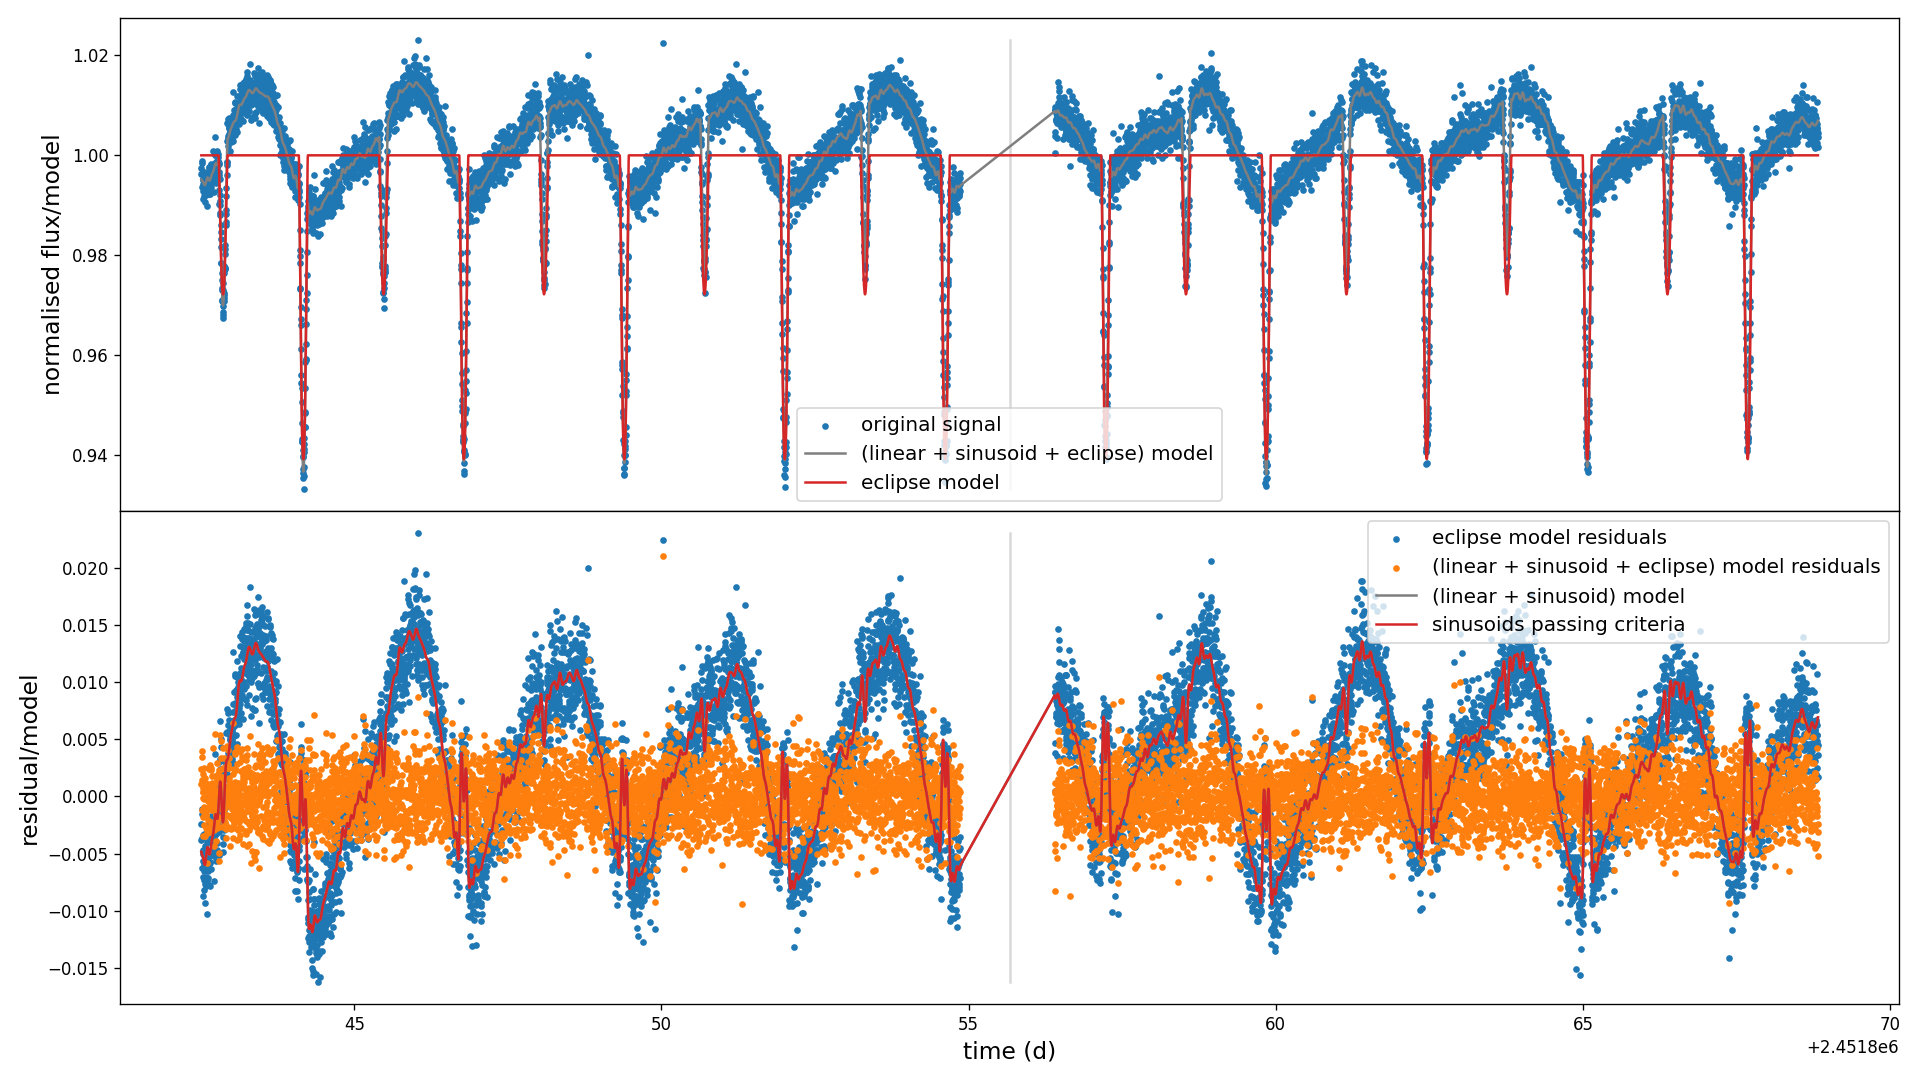 normalised flux/model
1.02
1.00
0.98
0.96
0.94
original signal
(linear + sinusoid + eclipse) model
eclipse model
residual/model
0.020
0.015
0.010
0.005
0.000
−0.005
−0.010
−0.015
eclipse model residuals
(linear + sinusoid + eclipse) model residuals
(linear + sinusoid) model
sinusoids passing criteria
45 50 55 60 65 70
time (d)
+2.4518e6